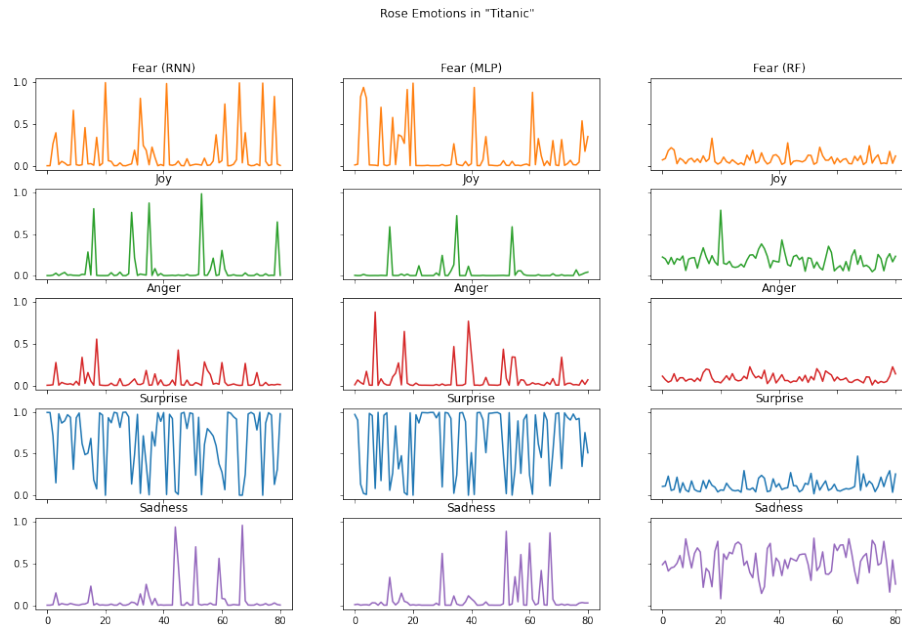 Rose Emotions in "Titanic"
Fear (RNN)
Fear (MLP)
Fear (RF)
1.0
0.5
0.0
Joy
Joy
Joy
1.0
0.5
0.0
Anger
Anger
Anger
1.0
0.5
0.0
Surprise
Surprise
Surprise
1.0
0.5
0.0
Sadness
Sadness
Sadness
1.0
0.5
0.0
0 20 40 60 80
0 20 40 60 80
0 20 40 60 80